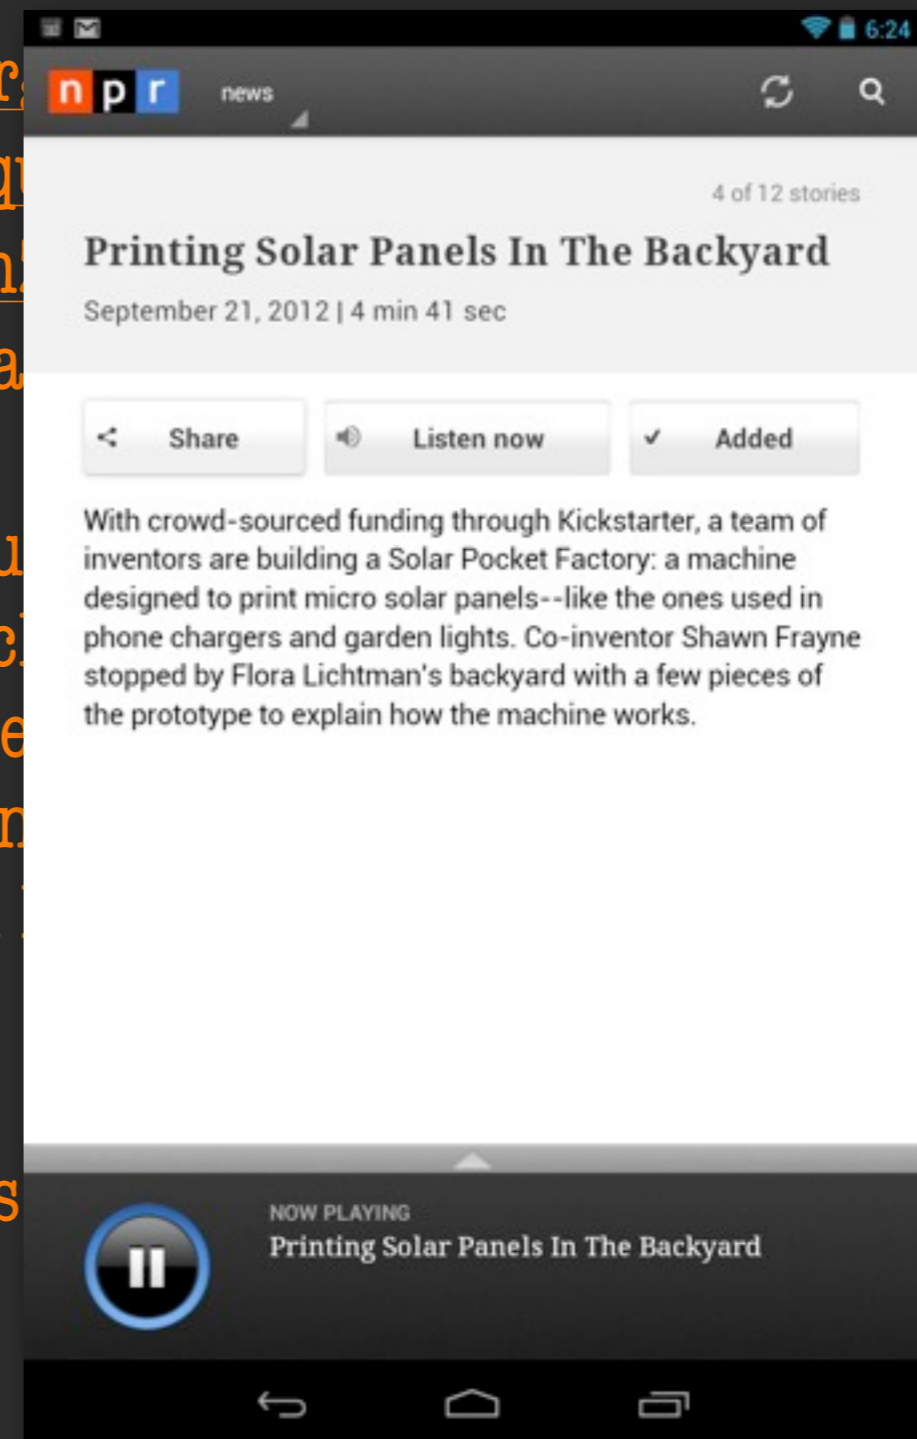 6:24
npr news
4 of 12 stories
Printing Solar Panels In The Backyard
September 21, 2012 | 4 min 41 sec
Share Listen now Added
With crowd-sourced funding through Kickstarter, a team of
inventors are building a Solar Pocket Factory: a machine
designed to print micro solar panels--like the ones used in
phone chargers and garden lights. Co-inventor Shawn Frayne
stopped by Flora Lichtman's backyard with a few pieces of
the prototype to explain how the machine works.
NOW PLAYING
Printing Solar Panels In The Backyard